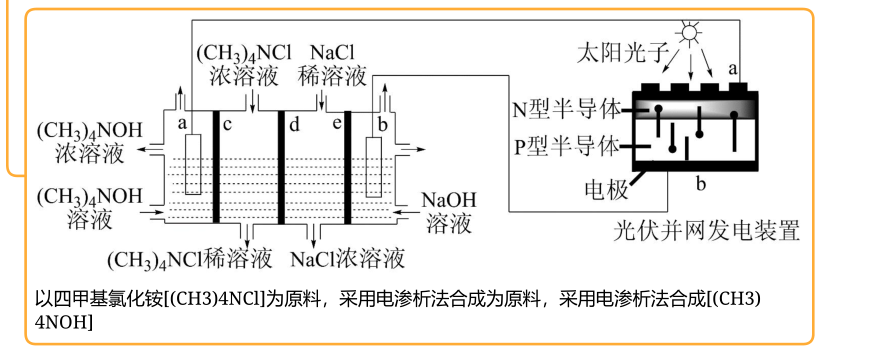 (CH₃)₄NCl NaCl
浓溶液 稀溶液
太阳光子
a
N型半导体
P型半导体
电极
b
光伏并网发电装置
a c d e b
(CH₃)₄NOH
浓溶液
(CH₃)₄NOH
溶液
NaOH
溶液
(CH₃)₄NCl稀溶液 NaCl浓溶液
以四甲基氯化铵[(CH3)4NCl]为原料，采用电渗析法合成为原料，采用电渗析法合成[(CH3)
4NOH]